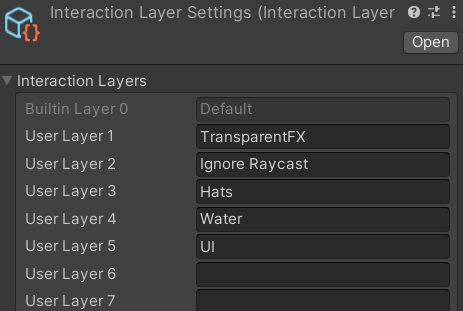 Interaction Layer Settings (Interaction Layer
Open
Interaction Layers
Builtin Layer 0 Default
User Layer 1 TransparentFX
User Layer 2 Ignore Raycast
User Layer 3 Hats
User Layer 4 Water
User Layer 5 UI
User Layer 6
User Layer 7